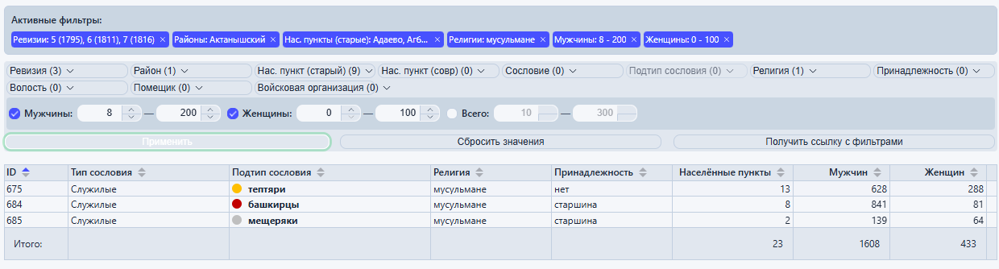 Активные фильтры:
Ревизии: 5 (1795), 6 (1811), 7 (1816) × Районы: Актанышский × Нас. пункты (старые): Адаево, Агб... × Религии: мусульмане × Мужчины: 8 - 200 × Женщины: 0 - 100 ×
Ревизия (3) Район (1) Нас. пункт (старый) (9) Нас. пункт (совр) (0) Сословие (0) Подтип сословия (0) Религия (1) Принадлежность (0)
Волость (0) Помещик (0) Войсковая организация (0)
Мужчины: 8 — 200 Женщины: 0 — 100 Всего: 10 — 300
Применить Сбросить значения Получить ссылку с фильтрами
ID Тип сословия Подтип сословия Религия Принадлежность Населённые пункты Мужчин Женщин
675 Служилые тептяри мусульмане нет 13 628 288
684 Служилые башкирцы мусульмане старшина 8 841 81
685 Служилые мещеряки мусульмане старшина 2 139 64
Итого: 23 1608 433